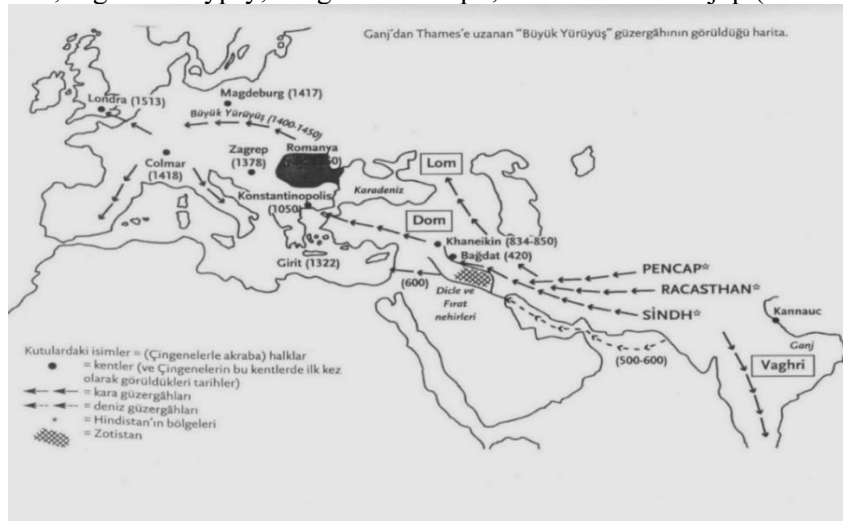 Ganj'dan Thames'e uzanan "Büyük Yürüyüş" güzergâhının görüldüğü harita.
Londra (1513)
Magdeburg (1417)
Büyük Yürüyüş (1400-1450)
Zagrep
(1378)
Romanya
Colmar
(1418)
Konstantinopolis
(1050)
Karadeniz
Lom
Dom
Khaneikin (834-850)
Bağdat (420)
Girit (1322)
(600)
Dicle ve
Fırat
nehirleri
PENCAP*
RACASTHAN*
SİNDH*
Kannauc
Ganj
(500-600)
Vaghri
Kutulardaki isimler = (Çingenelerle akraba) halklar
= kentler (ve Çingenelerin bu kentlerde ilk kez
olarak görüldükleri tarihler)
= kara güzergâhları
= deniz güzergâhları
* = Hindistan'ın bölgeleri
= Zotistan